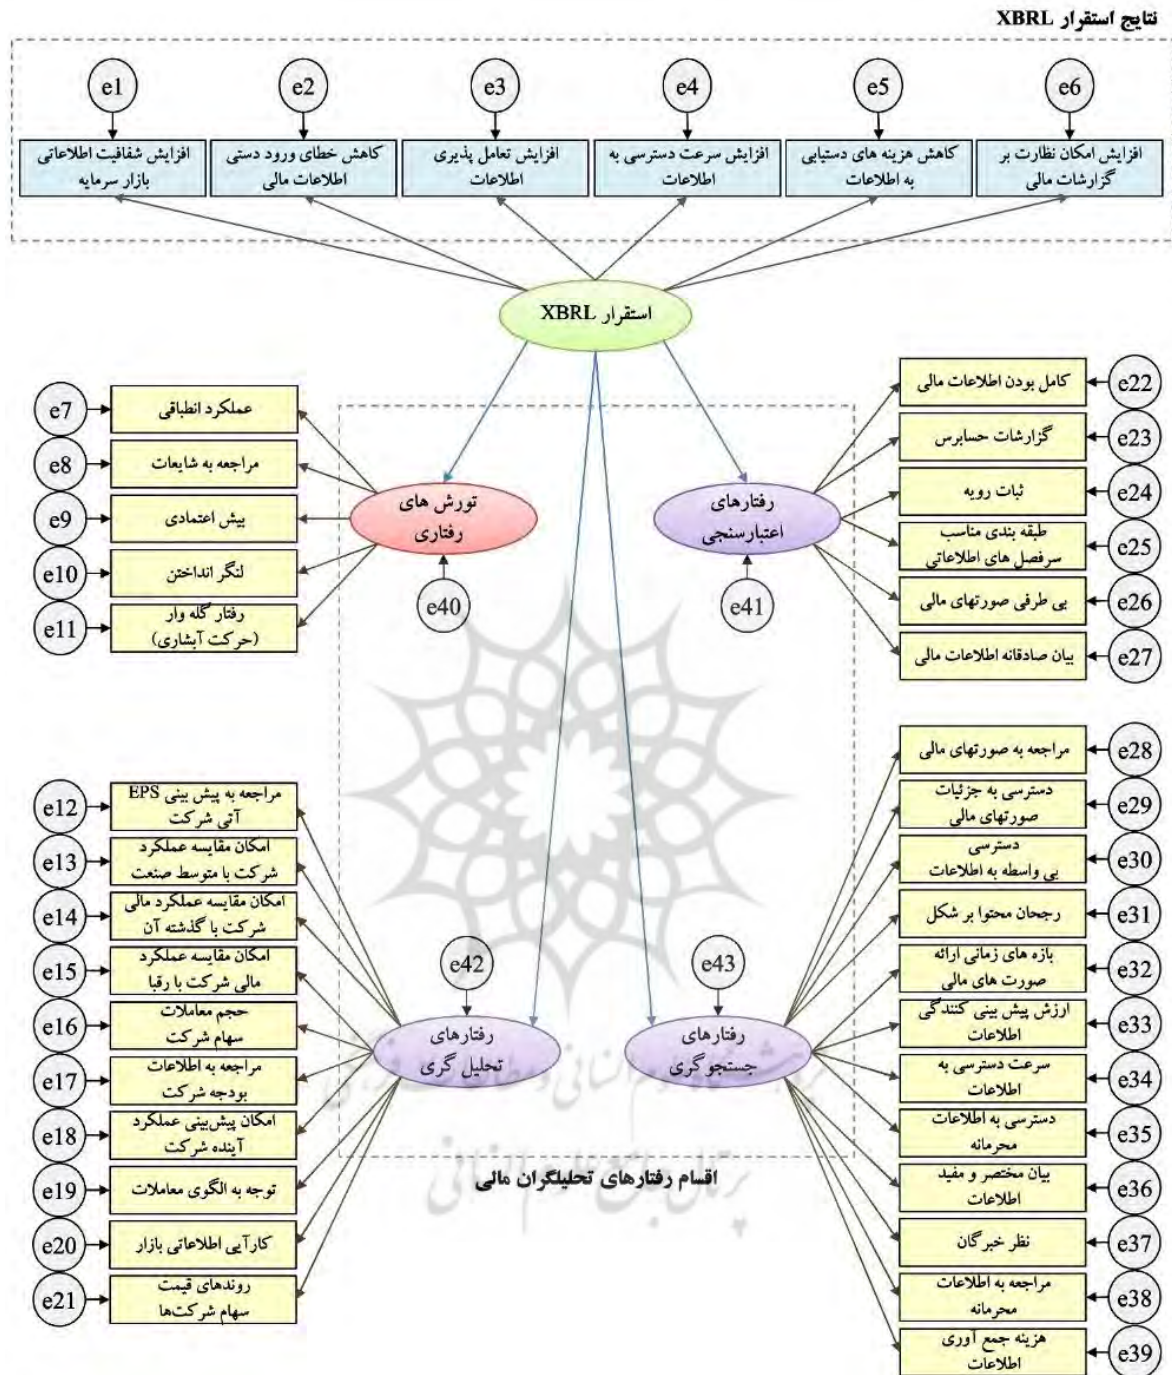 نتایج استقرار XBRL
e1
e2
e3
e4
e5
e6
افزایش شفافیت اطلاعاتی
بازار سرمایه
کاهش خطای ورود دستی
اطلاعات مالی
افزایش تعامل پذیری
اطلاعات
افزایش سرعت دسترسی به
اطلاعات
کاهش هزینه های دستیابی
به اطلاعات
افزایش امکان نظارت بر
گزارشات مالی
استقرار XBRL
e7
عملکرد انطباقی
e8
مراجعه به شایعات
e9
بیش اعتمادی
e10
لنگر انداختن
e11
رفتار گله وار
(حرکت آبشاری)
تورش های
رفتاری
e40
رفتارهای
اعتبارسنجی
e41
کامل بودن اطلاعات مالی
e22
گزارشات حسابرس
e23
ثبات رویه
e24
طبقه بندی مناسب
سرفصل های اطلاعاتی
e25
بی طرفی صورتهای مالی
e26
بیان صادقانه اطلاعات مالی
e27
e12
مراجعه به پیش بینی EPS
آتی شرکت
e13
امکان مقایسه عملکرد
شرکت با متوسط صنعت
e14
امکان مقایسه عملکرد مالی
شرکت با گذشته آن
e15
امکان مقایسه عملکرد
مالی شرکت با رقبا
e16
حجم معاملات
سهام شرکت
e17
مراجعه به اطلاعات
بودجه شرکت
e18
امکان پیش‌بینی عملکرد
آینده شرکت
e19
توجه به الگوی معاملات
e20
کارآیی اطلاعاتی بازار
e21
روندهای قیمت
سهام شرکت‌ها
e42
رفتارهای
تحلیل گری
e43
رفتارهای
جستجوگری
مراجعه به صورتهای مالی
e28
دسترسی به جزئیات
صورتهای مالی
e29
دسترسی
بی واسطه به اطلاعات
e30
رجحان محتوا بر شکل
e31
بازه های زمانی ارائه
صورت های مالی
e32
ارزش پیش بینی کنندگی
اطلاعات
e33
سرعت دسترسی به
اطلاعات
e34
دسترسی به اطلاعات
محرمانه
e35
بیان مختصر و مفید
اطلاعات
e36
نظر خبرگان
e37
مراجعه به اطلاعات
محرمانه
e38
هزینه جمع آوری
اطلاعات
e39
اقسام رفتارهای تحلیلگران مالی
پرتال جامع علوم انسانی